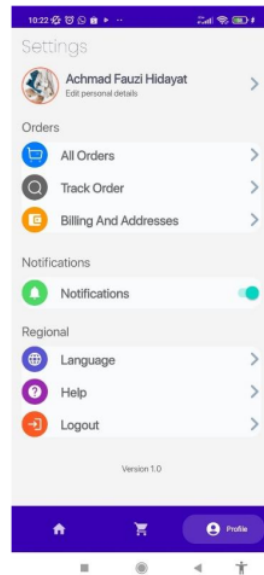 10:22
Settings
Achmad Fauzi Hidayat
Edit personal details
Orders
All Orders
Track Order
Billing And Addresses
Notifications
Notifications
Regional
Language
Help
Logout
Version 1.0
Profile